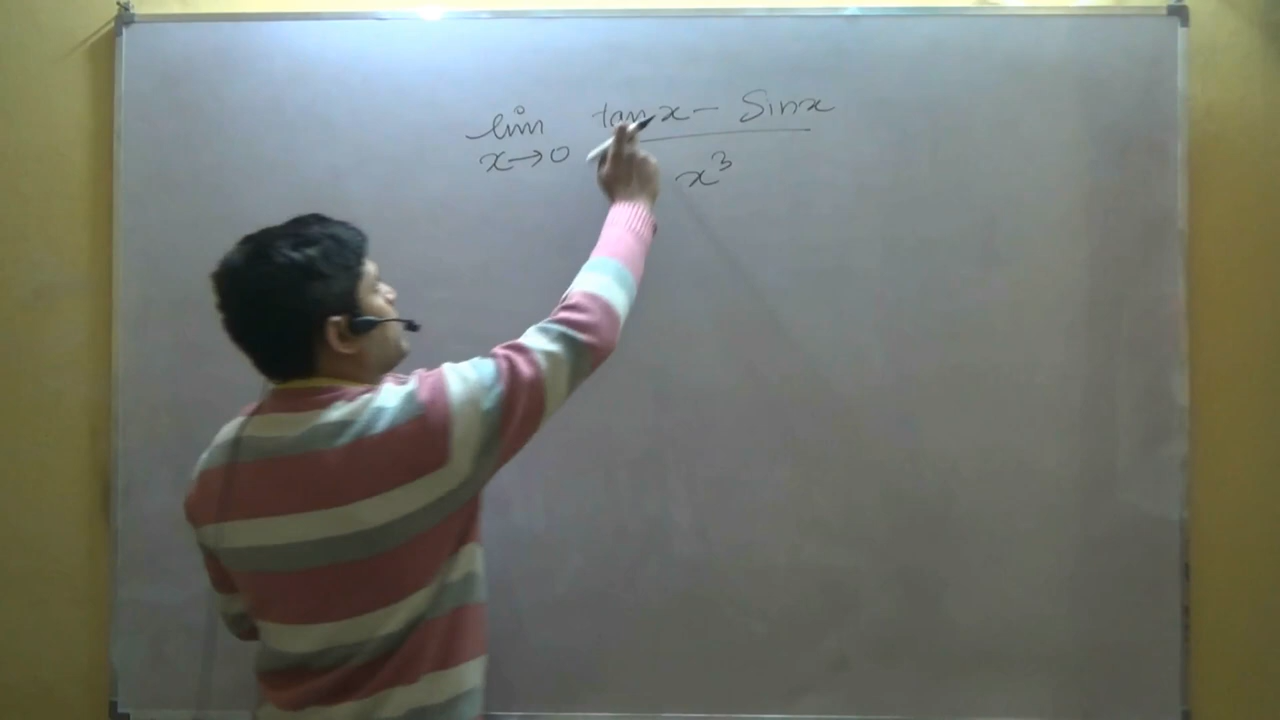 lim tanx - Sinx
x→0 x³